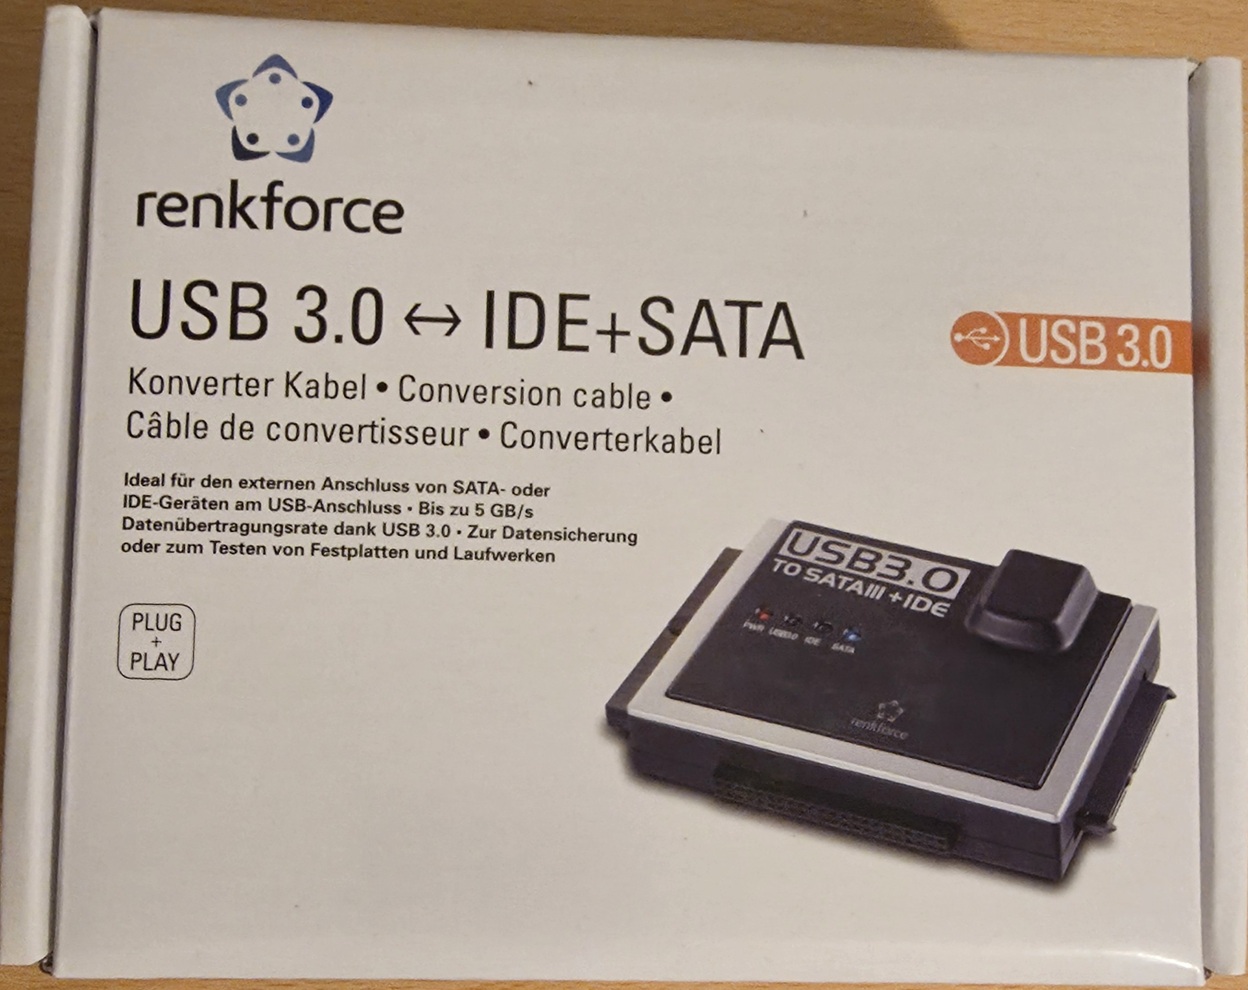 renkforce
USB 3.0 ↔ IDE+SATA
Konverter Kabel • Conversion cable •
Câble de convertisseur • Converterkabel
USB 3.0
Ideal für den externen Anschluss von SATA- oder
IDE-Geräten am USB-Anschluss · Bis zu 5 GB/s
Datenübertragungsrate dank USB 3.0 · Zur Datensicherung
oder zum Testen von Festplatten und Laufwerken
PLUG
+
PLAY
USB3.0
TO SATAIII +IDE
PWR USB3.0 IDE SATA
renkforce